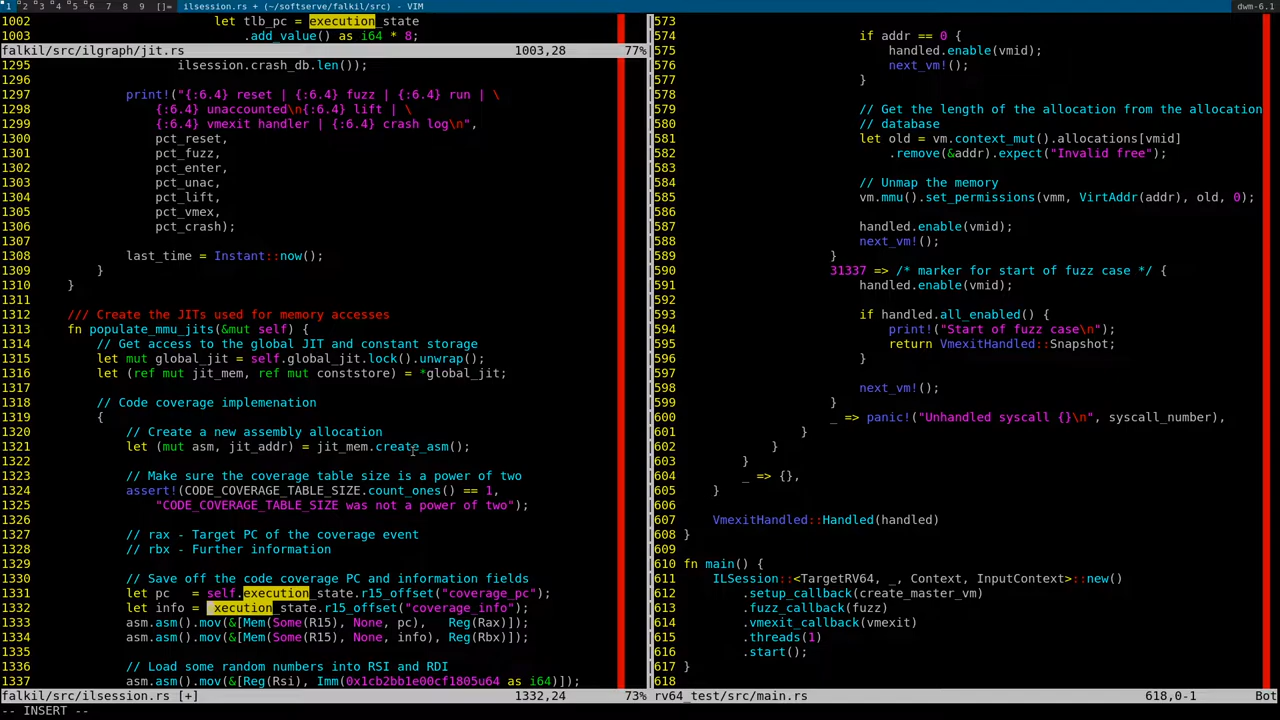 1 2 3 4 5 6 7 8 9 []= ilsession.rs + (~/softserve/falkil/src) - VIM dwm-6.1
1002 let tlb_pc = execution_state
1003 .add_value() as i64 * 8;
falkil/src/ilgraph/jit.rs 1003,28 77%
1295 ilsession.crash_db.len());
1296
1297 print!("{:6.4} reset | {:6.4} fuzz | {:6.4} run | \
1298 {:6.4} unaccounted\n{:6.4} lift | \
1299 {:6.4} vmexit handler | {:6.4} crash log\n",
1300 pct_reset,
1301 pct_fuzz,
1302 pct_enter,
1303 pct_unac,
1304 pct_lift,
1305 pct_vmex,
1306 pct_crash);
1307
1308 last_time = Instant::now();
1309 }
1310 }
1311
1312 /// Create the JITs used for memory accesses
1313 fn populate_mmu_jits(&mut self) {
1314 // Get access to the global JIT and constant storage
1315 let mut global_jit = self.global_jit.lock().unwrap();
1316 let (ref mut jit_mem, ref mut conststore) = *global_jit;
1317
1318 // Code coverage implemenation
1319 {
1320 // Create a new assembly allocation
1321 let (mut asm, jit_addr) = jit_mem.create_asm();
1322
1323 // Make sure the coverage table size is a power of two
1324 assert!(CODE_COVERAGE_TABLE_SIZE.count_ones() == 1,
1325 "CODE_COVERAGE_TABLE_SIZE was not a power of two");
1326
1327 // rax - Target PC of the coverage event
1328 // rbx - Further information
1329
1330 // Save off the code coverage PC and information fields
1331 let pc = self.execution_state.r15_offset("coverage_pc");
1332 let info = execution_state.r15_offset("coverage_info");
1333 asm.asm().mov(&[Mem(Some(R15), None, pc), Reg(Rax)]);
1334 asm.asm().mov(&[Mem(Some(R15), None, info), Reg(Rbx)]);
1335
1336 // Load some random numbers into RSI and RDI
1337 asm.asm().mov(&[Reg(Rsi), Imm(0x1cb2bb1e00cf1805u64 as i64)]);
falkil/src/ilsession.rs [+] 1332,24 73%
-- INSERT --
573
574 if addr == 0 {
575 handled.enable(vmid);
576 next_vm!();
577 }
578
579 // Get the length of the allocation from the allocation
580 // database
581 let old = vm.context_mut().allocations[vmid]
582 .remove(&addr).expect("Invalid free");
583
584 // Unmap the memory
585 vm.mmu().set_permissions(vmm, VirtAddr(addr), old, 0);
586
587 handled.enable(vmid);
588 next_vm!();
589 }
590 31337 => /* marker for start of fuzz case */ {
591 handled.enable(vmid);
592
593 if handled.all_enabled() {
594 print!("Start of fuzz case\n");
595 return VmexitHandled::Snapshot;
596 }
597
598 next_vm!();
599 }
600 _ => panic!("Unhandled syscall {}\n", syscall_number),
601 }
602 }
603 }
604 _ => {},
605 }
606
607 VmexitHandled::Handled(handled)
608 }
609
610 fn main() {
611 ILSession::<TargetRV64, _, Context, InputContext>::new()
612 .setup_callback(create_master_vm)
613 .fuzz_callback(fuzz)
614 .vmexit_callback(vmexit)
615 .threads(1)
616 .start();
617 }
618
rv64_test/src/main.rs 618,0-1 Bot